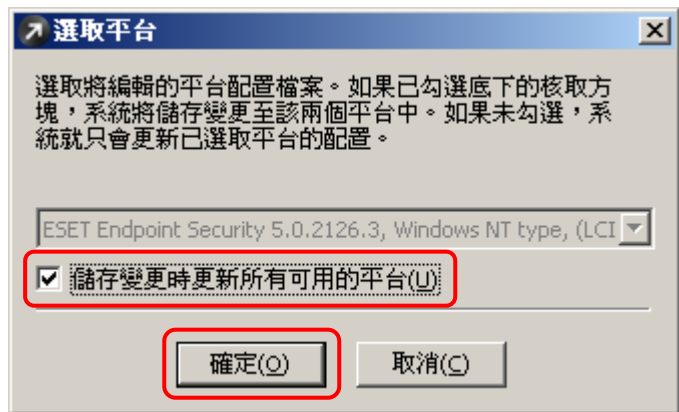 選取平台
選取將編輯的平台配置檔案。如果已勾選底下的核取方
塊，系統將儲存變更至該兩個平台中。如果未勾選，系
統就只會更新已選取平台的配置。
ESET Endpoint Security 5.0.2126.3, Windows NT type, (LCI
儲存變更時更新所有可用的平台(U)
確定(O)
取消(C)